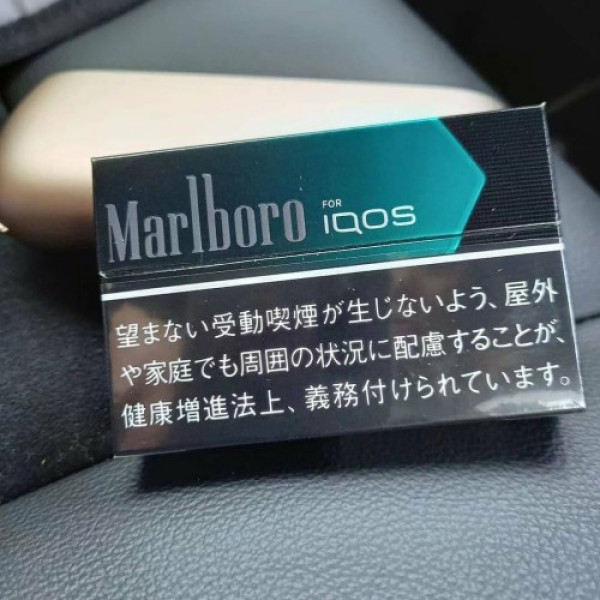 Marlboro FOR IQOS
望まない受動喫煙が生じないよう、屋外
や家庭でも周囲の状況に配慮することが、
健康増進法上、義務付けられています。